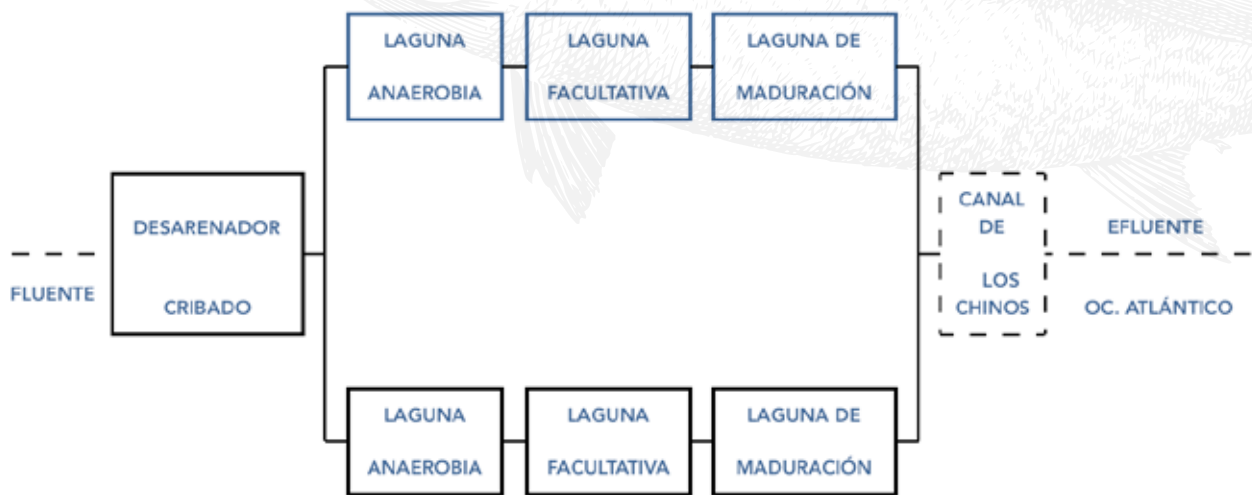 LAGUNA
ANAEROBIA
LAGUNA
FACULTATIVA
LAGUNA DE
MADURACIÓN
FLUENTE
DESARENADOR
CRIBADO
CANAL
DE
LOS
CHINOS
EFLUENTE
OC. ATLÁNTICO
LAGUNA
ANAEROBIA
LAGUNA
FACULTATIVA
LAGUNA DE
MADURACIÓN